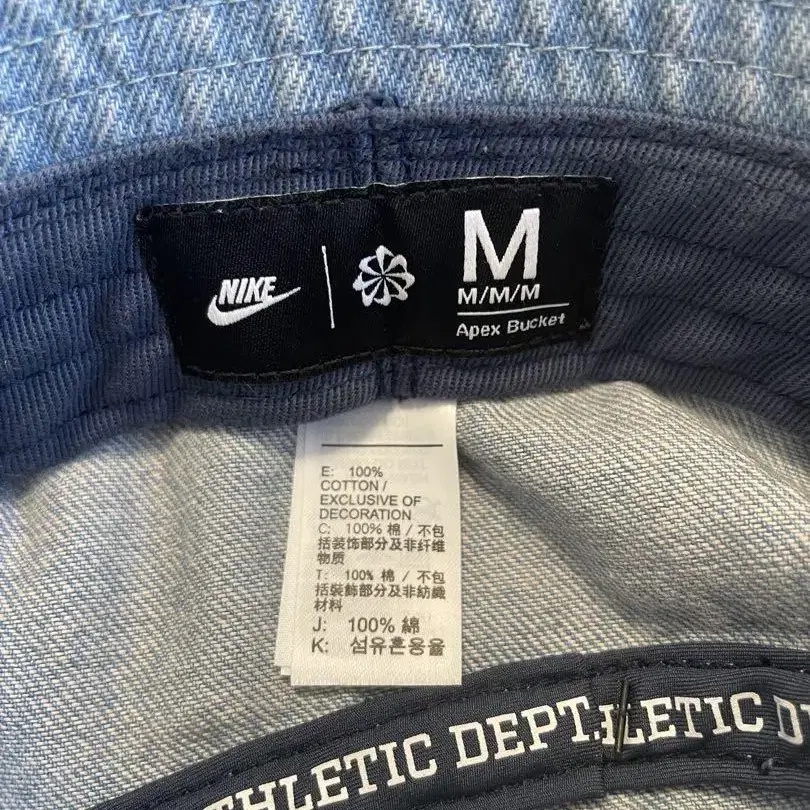 NIKE
M
M/M/M
Apex Bucket
E: 100%
COTTON /
EXCLUSIVE OF
DECORATION
C: 100% 棉 / 不包
括装饰部分及非纤维
物质
T: 100% 棉 / 不包
括裝飾部分及非紡織
材料
J: 100% 綿
K: 섬유혼용율
THLETIC DEPT.
LETIC D